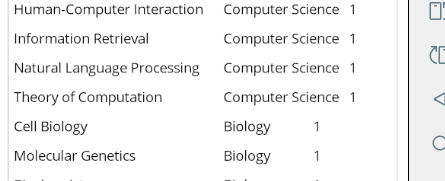 Human-Computer Interaction Computer Science 1
Information Retrieval Computer Science 1
Natural Language Processing Computer Science 1
Theory of Computation Computer Science 1
Cell Biology Biology 1
Molecular Genetics Biology 1